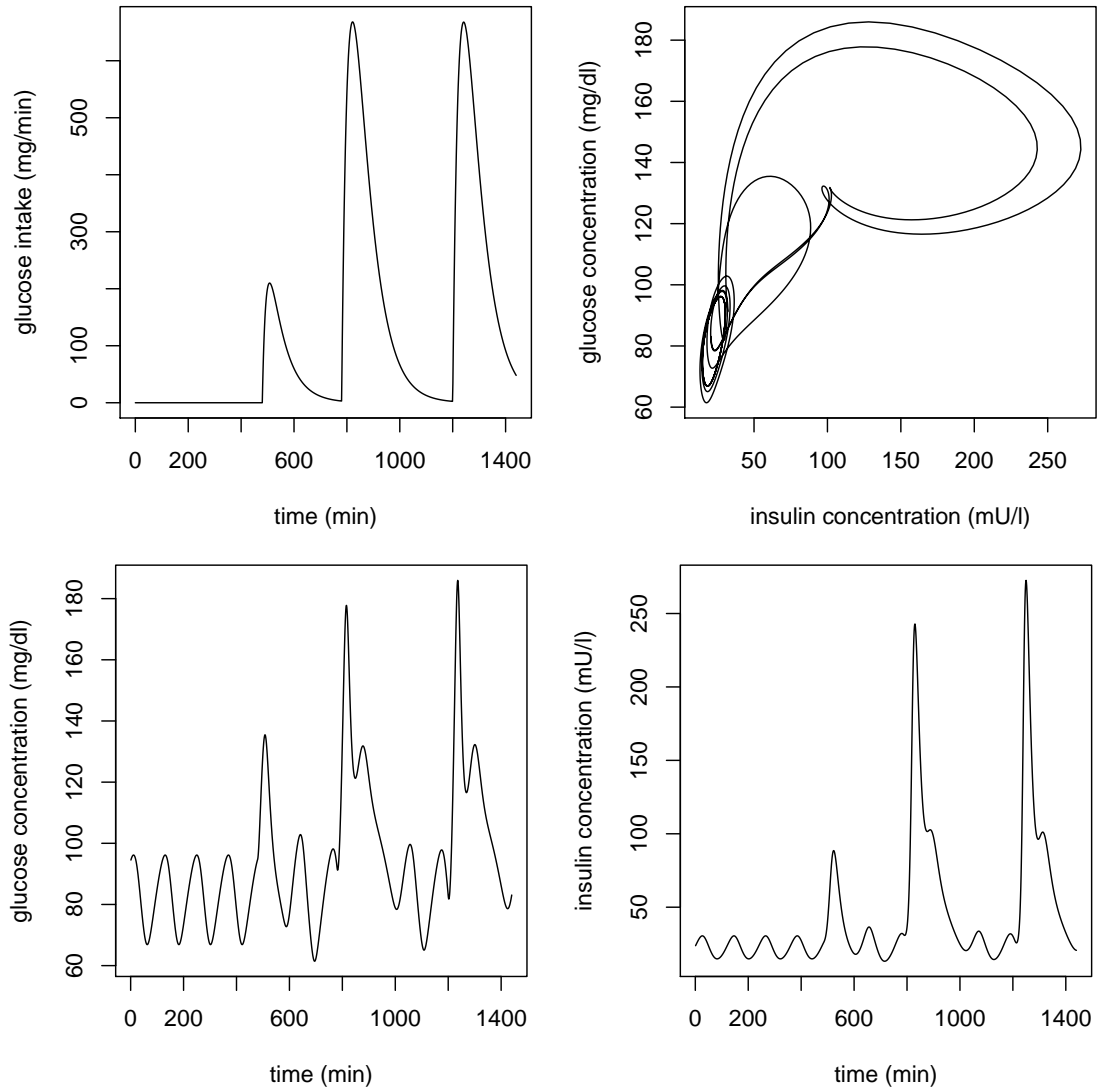 glucose intake (mg/min)
0 100 300 500
0 200 600 1000 1400
time (min)
glucose concentration (mg/dl)
60 80 100 120 140 160 180
50 100 150 200 250
insulin concentration (mU/l)
glucose concentration (mg/dl)
60 80 100 120 140 160 180
0 200 600 1000 1400
time (min)
insulin concentration (mU/l)
50 100 150 200 250
0 200 600 1000 1400
time (min)